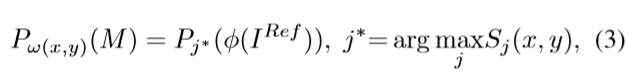 P_{ω(x,y)}(M) = P_{j*}(ϕ(I^{Ref})), j* = arg max_j S_j(x, y), (3)